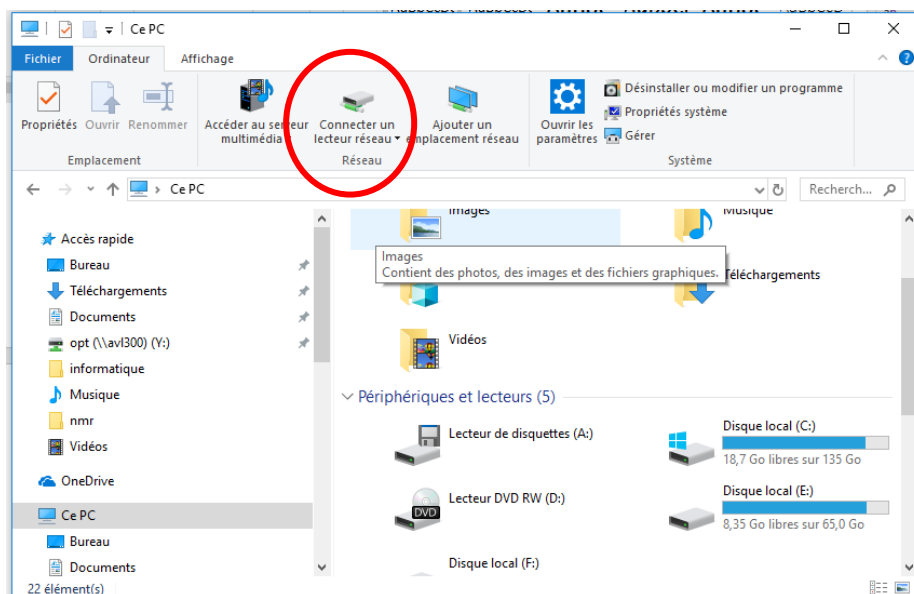 Ce PC
Fichier Ordinateur Affichage
Propriétés Ouvrir Renommer
Accéder au serveur multimédia
Connecter un lecteur réseau
Ajouter un emplacement réseau
Ouvrir les paramètres
Désinstaller ou modifier un programme
Propriétés système
Gérer
Emplacement Réseau Système
Ce PC
Recherch...
Accès rapide
Bureau
Téléchargements
Documents
opt (\\avl300) (Y:)
informatique
Musique
nmr
Vidéos
OneDrive
Ce PC
Bureau
Documents
Images
Musique
Images
Contient des photos, des images et des fichiers graphiques.
Téléchargements
Vidéos
Périphériques et lecteurs (5)
Lecteur de disquettes (A:)
Disque local (C:)
18,7 Go libres sur 135 Go
Lecteur DVD RW (D:)
DVD
Disque local (E:)
8,35 Go libres sur 65,0 Go
Disque local (F:)
22 élément(s)